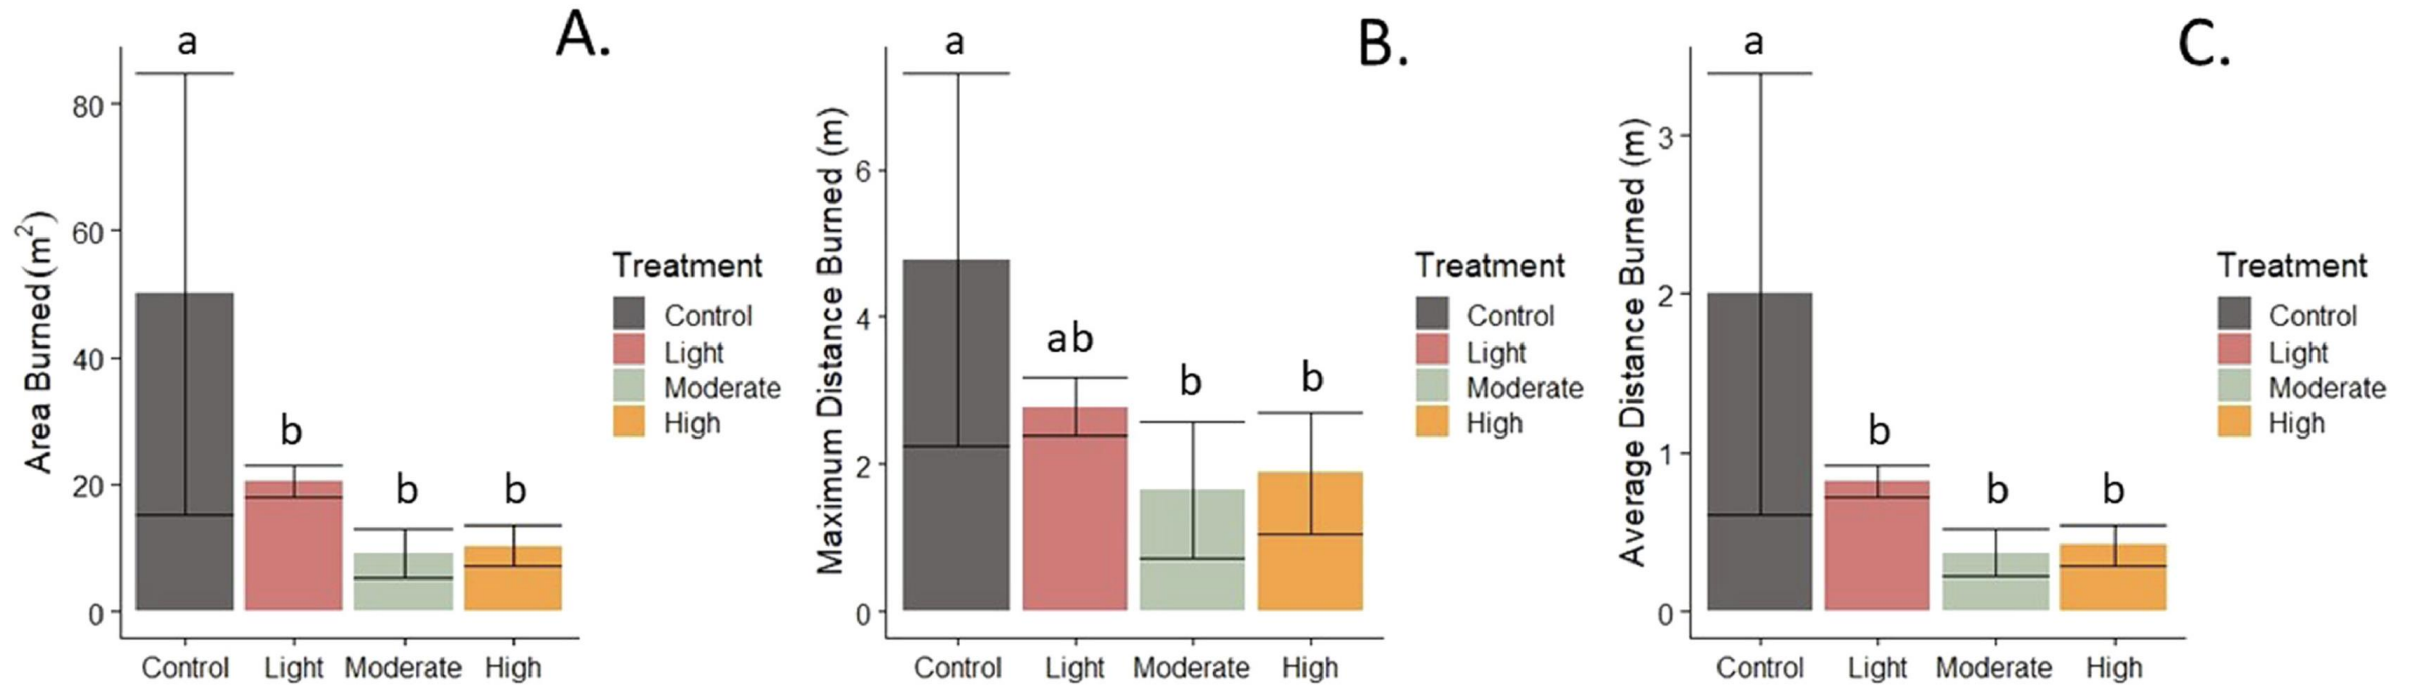 A.
a
b
b
b
Area Burned (m²)
80
60
40
20
0
Control Light Moderate High
Treatment
Control
Light
Moderate
High
B.
a
ab
b
b
Maximum Distance Burned (m)
6
4
2
0
Control Light Moderate High
Treatment
Control
Light
Moderate
High
C.
a
b
b
b
Average Distance Burned (m)
3
2
1
0
Control Light Moderate High
Treatment
Control
Light
Moderate
High